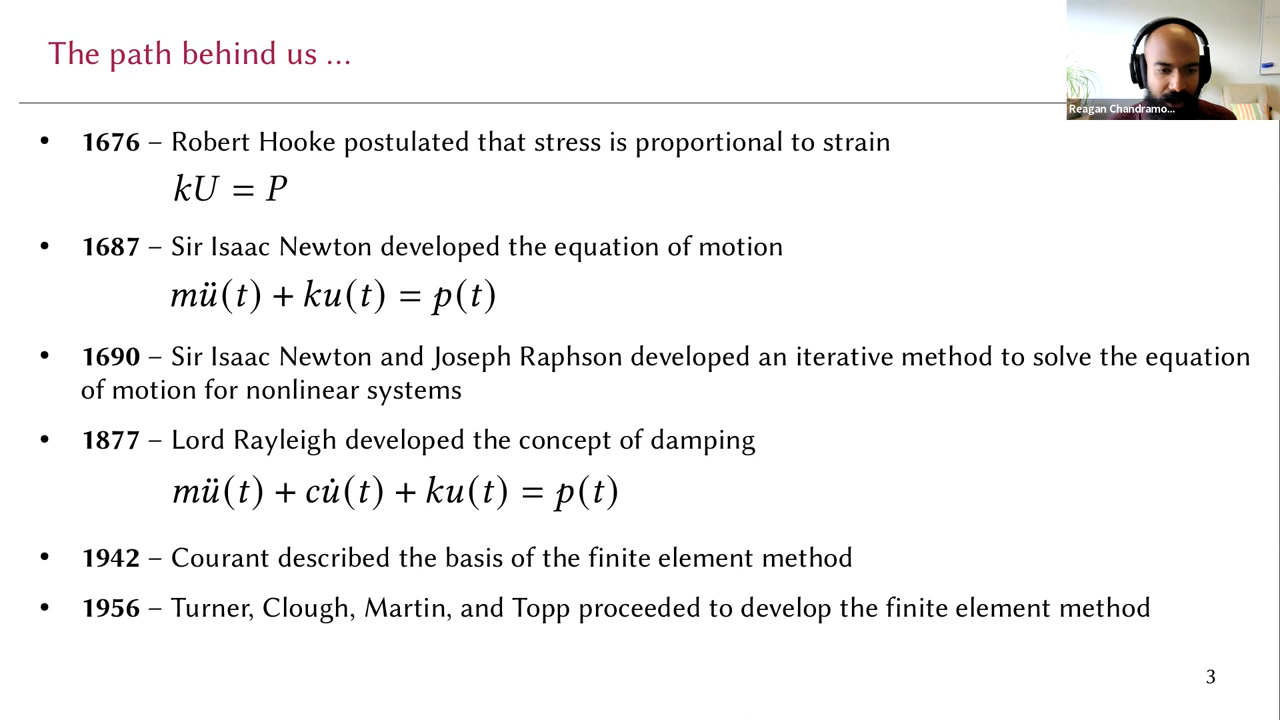 The path behind us ...
Reagan Chandramo...
• 1676 – Robert Hooke postulated that stress is proportional to strain
kU = P
• 1687 – Sir Isaac Newton developed the equation of motion
mü(t) + ku(t) = p(t)
• 1690 – Sir Isaac Newton and Joseph Raphson developed an iterative method to solve the equation
of motion for nonlinear systems
• 1877 – Lord Rayleigh developed the concept of damping
mü(t) + cu̇(t) + ku(t) = p(t)
• 1942 – Courant described the basis of the finite element method
• 1956 – Turner, Clough, Martin, and Topp proceeded to develop the finite element method
3